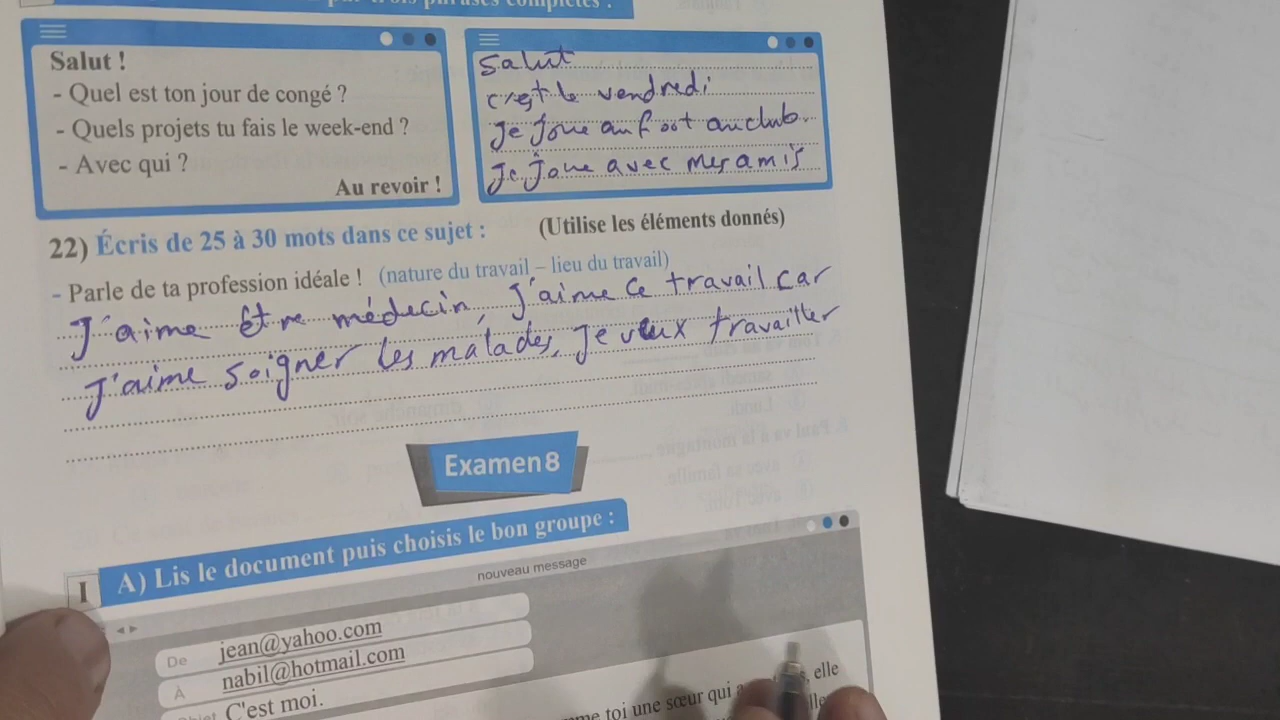 phrases complètes :
Salut !
- Quel est ton jour de congé ?
- Quels projets tu fais le week-end ?
- Avec qui ?
Au revoir !
Salut
c'est le vendredi
Je joue au foot au club.
Je joue avec mes amis
22) Écris de 25 à 30 mots dans ce sujet : (Utilise les éléments donnés)
- Parle de ta profession idéale ! (nature du travail – lieu du travail)
J'aime être médecin, J'aime ce travail car
J'aime soigner les malades, je veux travailler
Examen 8
I A) Lis le document puis choisis le bon groupe :
nouveau message
De jean@yahoo.com
À nabil@hotmail.com
C'est moi.
toi une sœur qui
elle